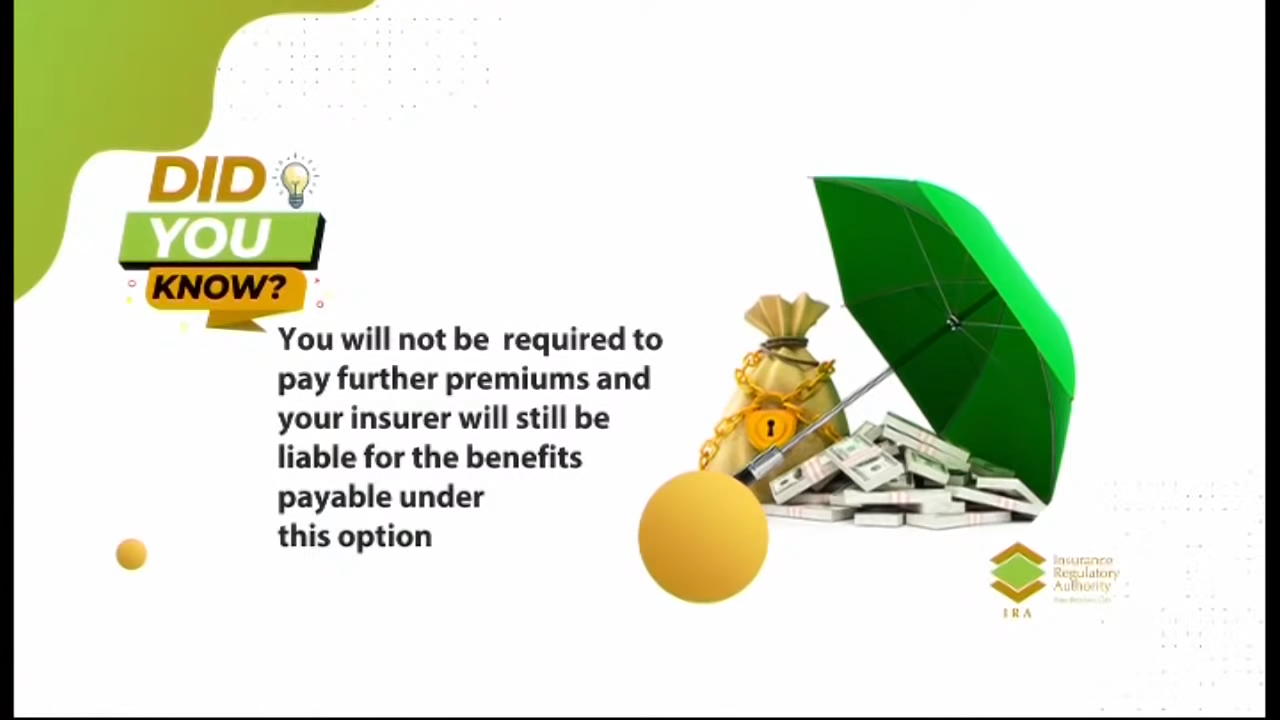 DID
YOU
KNOW?
You will not be required to
pay further premiums and
your insurer will still be
liable for the benefits
payable under
this option
Insurance
Regulatory
Authority
IRA